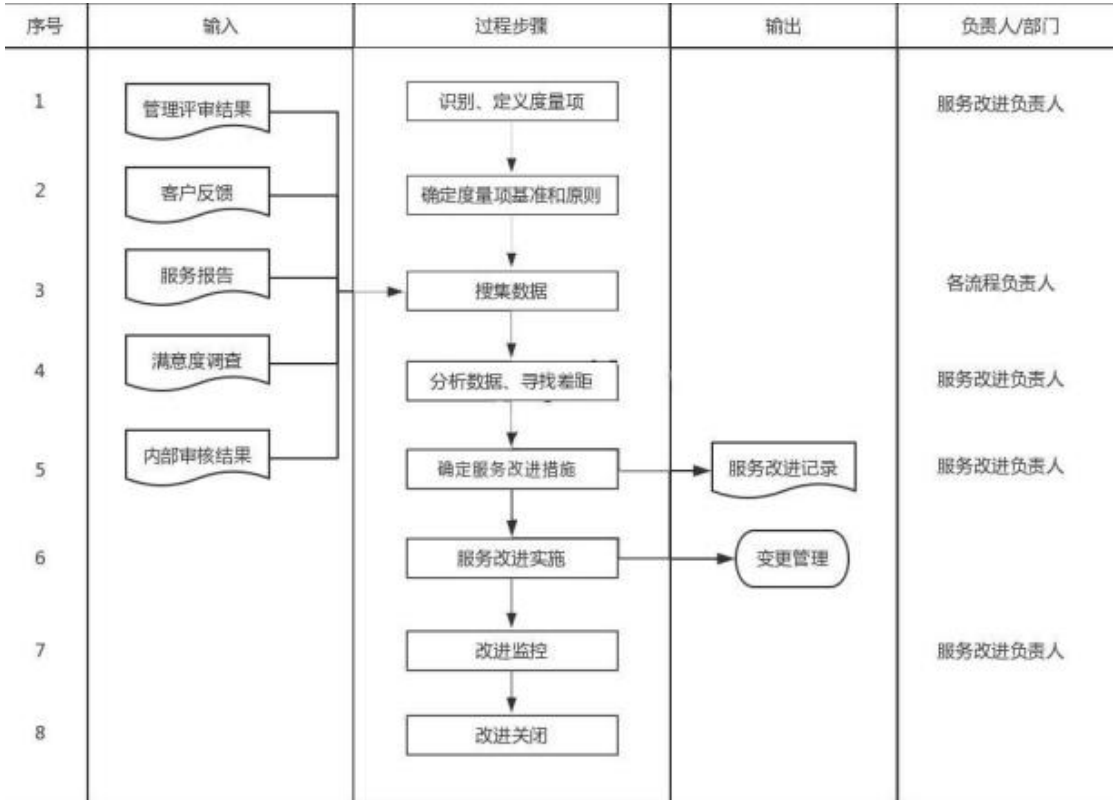 序号 输入 过程步骤 输出 负责人/部门
1 管理评审结果 识别、定义度量项 服务改进负责人
2 客户反馈 确定度量项基准和原则
3 服务报告 搜集数据 各流程负责人
4 满意度调查 分析数据、寻找差距 服务改进负责人
5 内部审核结果 确定服务改进措施 服务改进记录 服务改进负责人
6 服务改进实施 变更管理
7 改进监控 服务改进负责人
8 改进关闭